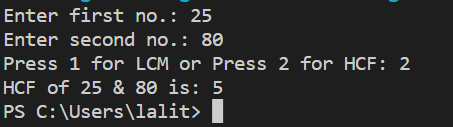 Enter first no.: 25
Enter second no.: 80
Press 1 for LCM or Press 2 for HCF: 2
HCF of 25 & 80 is: 5
PS C:\Users\lalit>